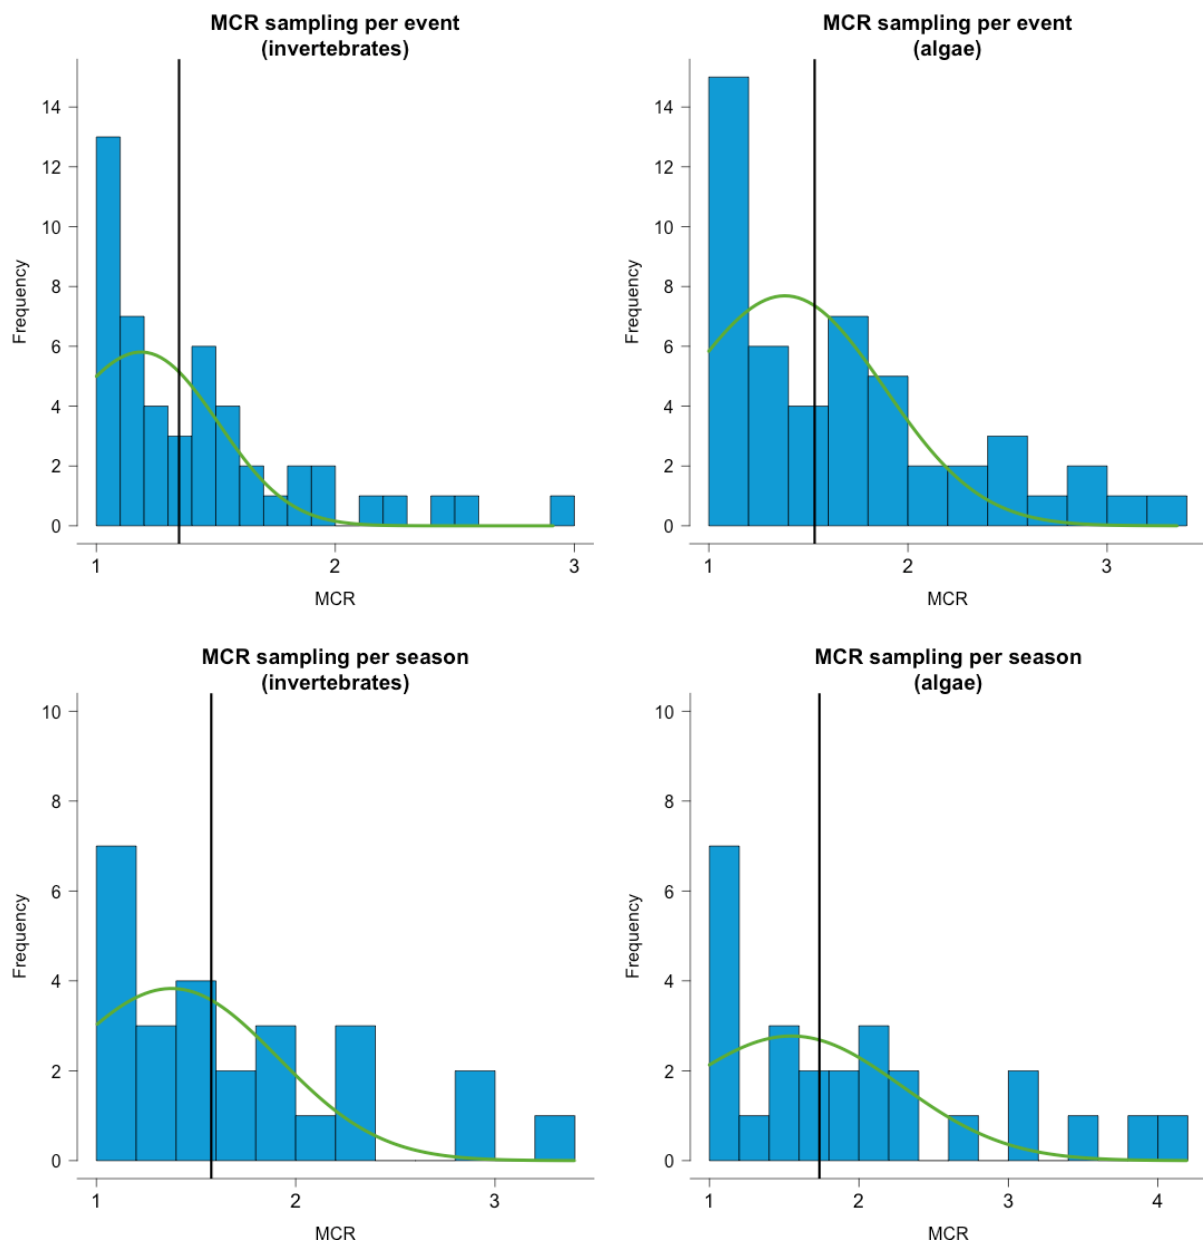 MCR sampling per event
(invertebrates)
Frequency
14
12
10
8
6
4
2
0
1
2
3
MCR
MCR sampling per event
(algae)
Frequency
14
12
10
8
6
4
2
0
1
2
3
MCR
MCR sampling per season
(invertebrates)
Frequency
10
8
6
4
2
0
1
2
3
MCR
MCR sampling per season
(algae)
Frequency
10
8
6
4
2
0
1
2
3
4
MCR